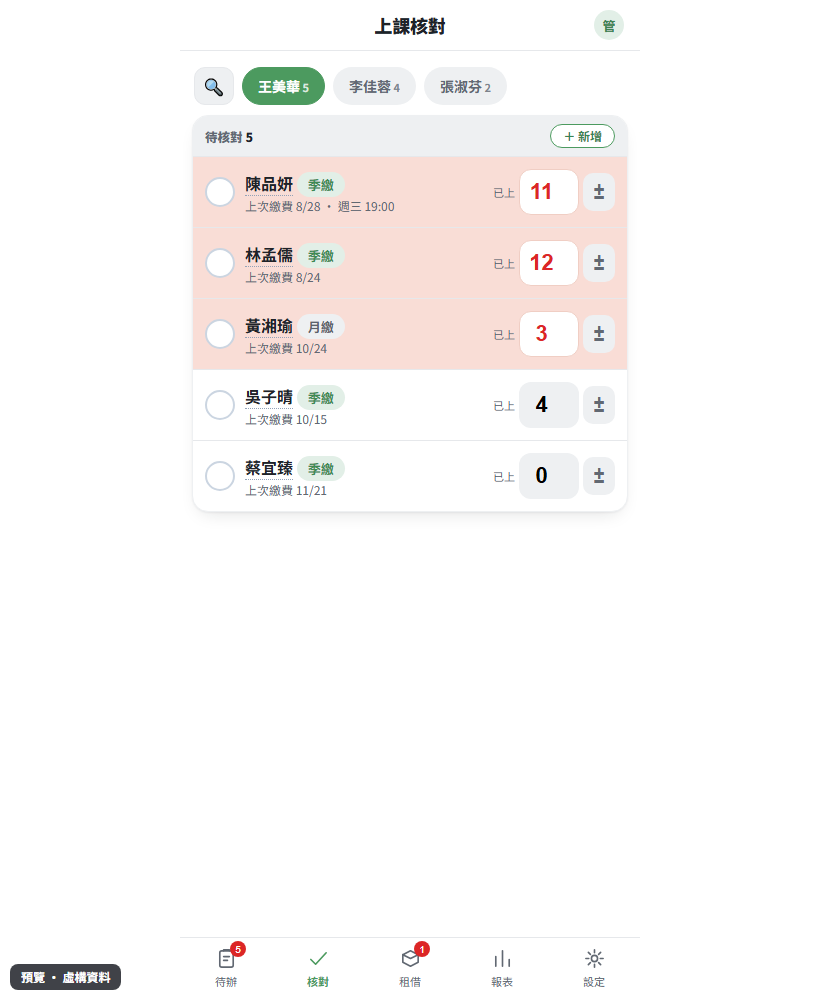 上課核對
管
王美華 5
李佳蓉 4
張淑芬 2
待核對 5
＋ 新增
陳品妍 季繳
上次繳費 8/28 · 週三 19:00
已上 11 ±
林孟儒 季繳
上次繳費 8/24
已上 12 ±
黃湘瑜 月繳
上次繳費 10/24
已上 3 ±
吳子晴 季繳
上次繳費 10/15
已上 4 ±
蔡宜臻 季繳
上次繳費 11/21
已上 0 ±
5
待辦
核對
1
租借
報表
設定
預覽 · 虛構資料